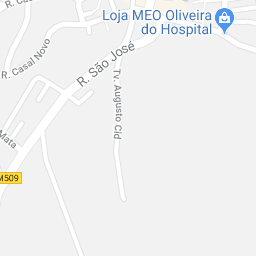 Loja MEO Oliveira
do Hospital
R. Casal Novo
R. São José
Tv. Augusto Cid
Mata
M509